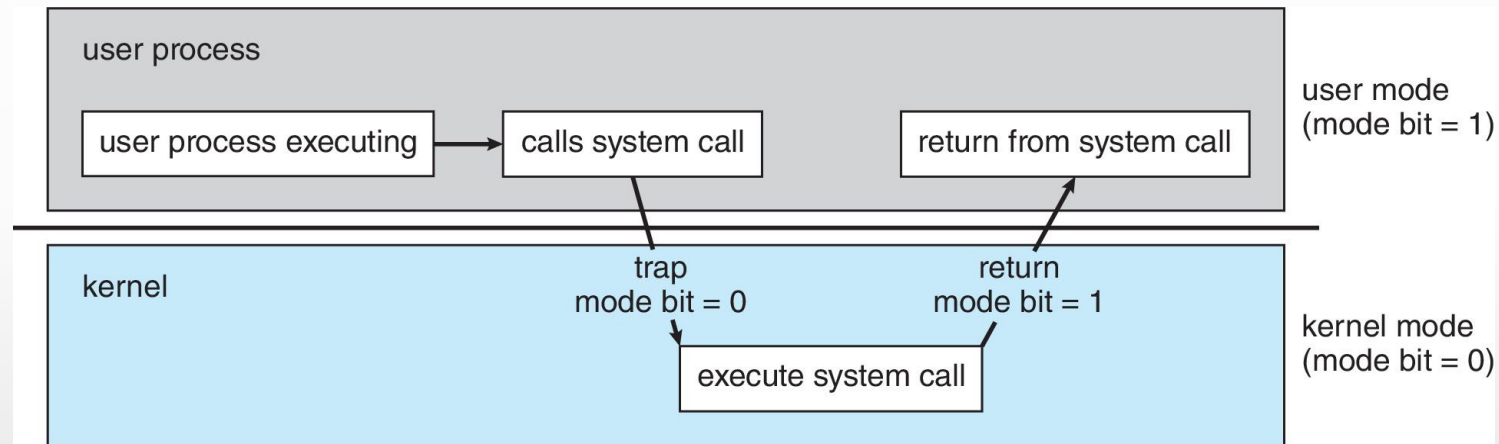 user process
user process executing
calls system call
return from system call
user mode
(mode bit = 1)
kernel
trap
mode bit = 0
return
mode bit = 1
execute system call
kernel mode
(mode bit = 0)